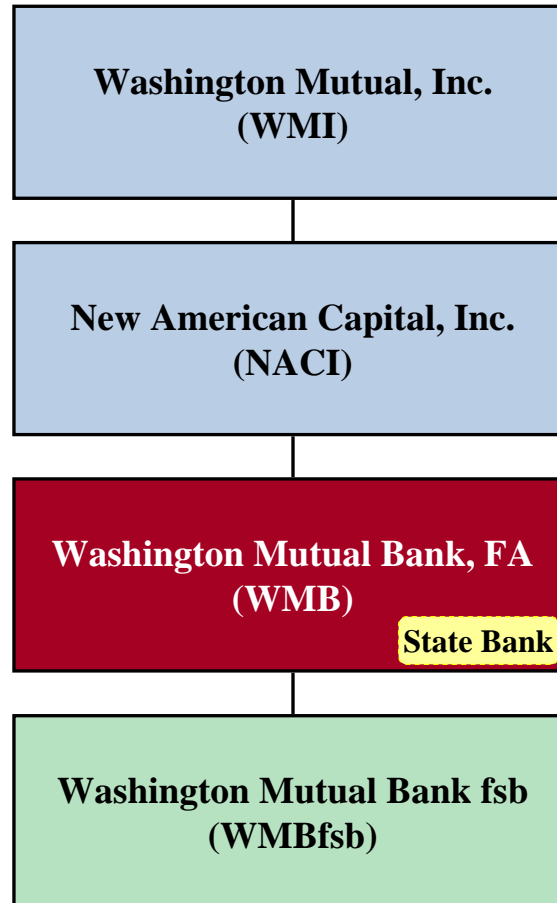 Washington Mutual, Inc.
(WMI)
New American Capital, Inc.
(NACI)
Washington Mutual Bank, FA
(WMB)
State Bank
Washington Mutual Bank fsb
(WMBfsb)